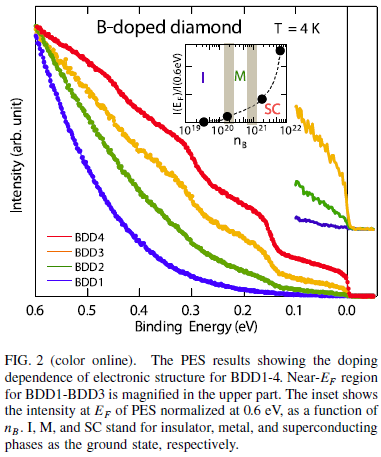 B-doped diamond
T = 4 K
Intensity (arb. unit)
I(E_F)/I(0.6eV)
I
M
SC
10^19 10^20 10^21 10^22
n_B
BDD4
BDD3
BDD2
BDD1
0.6 0.5 0.4 0.3 0.2 0.1 0.0
Binding Energy (eV)
FIG. 2 (color online). The PES results showing the doping
dependence of electronic structure for BDD1-4. Near-E_F region
for BDD1-BDD3 is magnified in the upper part. The inset shows
the intensity at E_F of PES normalized at 0.6 eV, as a function of
n_B. I, M, and SC stand for insulator, metal, and superconducting
phases as the ground state, respectively.